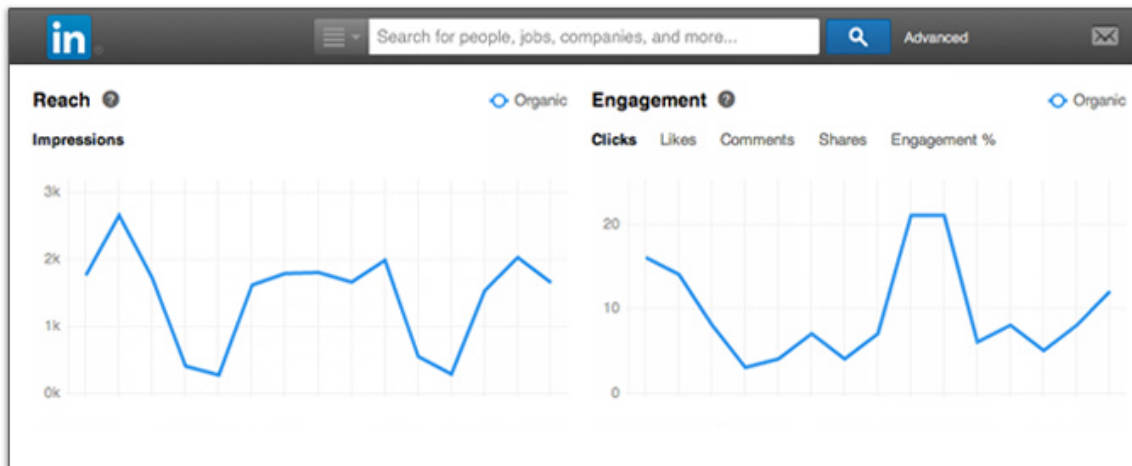 in
Search for people, jobs, companies, and more...
Advanced
Reach ?
Organic
Impressions
3k
2k
1k
0k
Engagement ?
Organic
Clicks Likes Comments Shares Engagement %
20
10
0